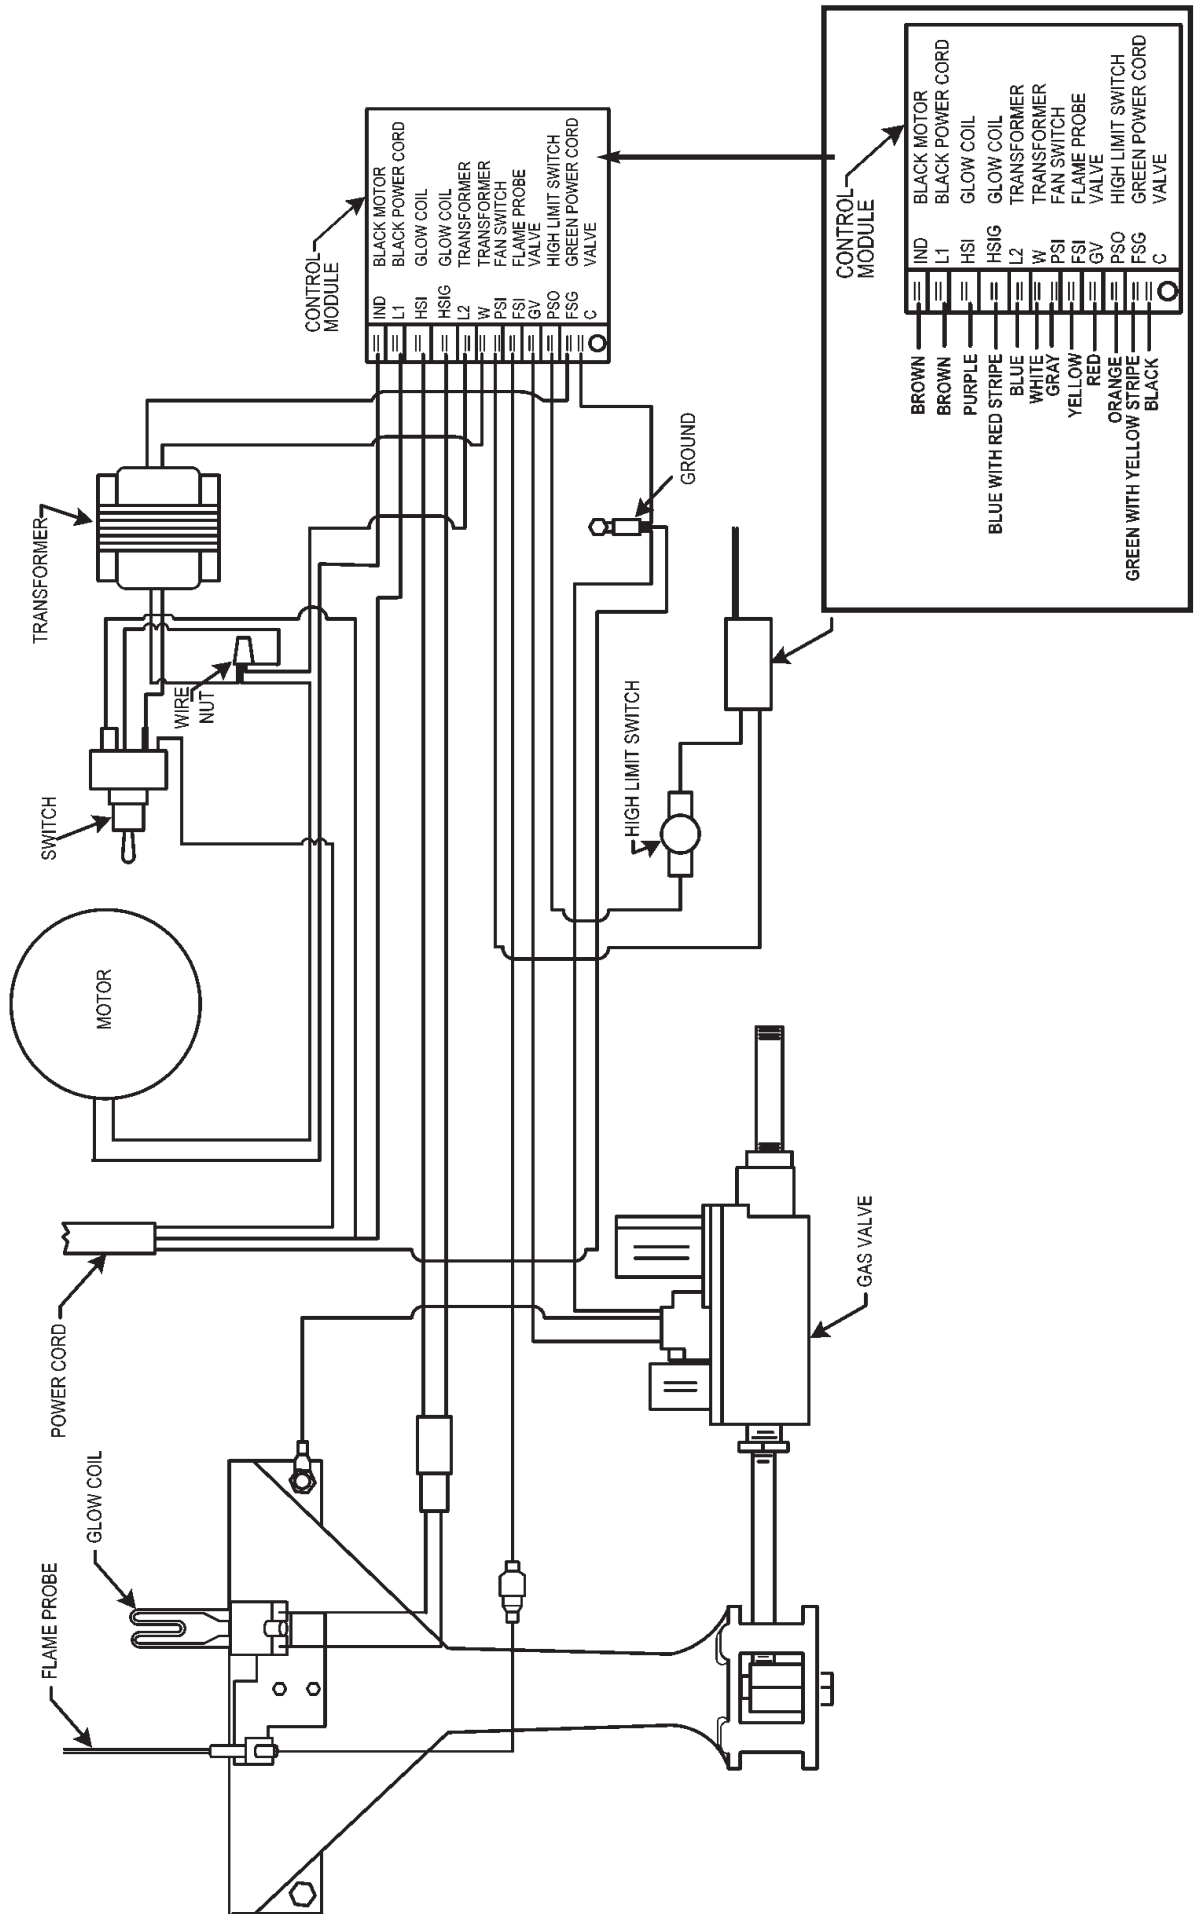 FLAME PROBE
GLOW COIL
POWER CORD
MOTOR
SWITCH
WIRE
NUT
TRANSFORMER
CONTROL
MODULE
IND BLACK MOTOR
L1 BLACK POWER CORD
HSI GLOW COIL
HSIG GLOW COIL
L2 TRANSFORMER
W TRANSFORMER
PSI FAN SWITCH
FSI FLAME PROBE
GV VALVE
PSO HIGH LIMIT SWITCH
FSG GREEN POWER CORD
C VALVE
GROUND
HIGH LIMIT SWITCH
GAS VALVE
CONTROL
MODULE
BROWN IND BLACK MOTOR
BROWN L1 BLACK POWER CORD
PURPLE HSI GLOW COIL
BLUE WITH RED STRIPE HSIG GLOW COIL
BLUE L2 TRANSFORMER
WHITE W TRANSFORMER
GRAY PSI FAN SWITCH
YELLOW FSI FLAME PROBE
RED GV VALVE
ORANGE PSO HIGH LIMIT SWITCH
GREEN WITH YELLOW STRIPE FSG GREEN POWER CORD
BLACK C VALVE